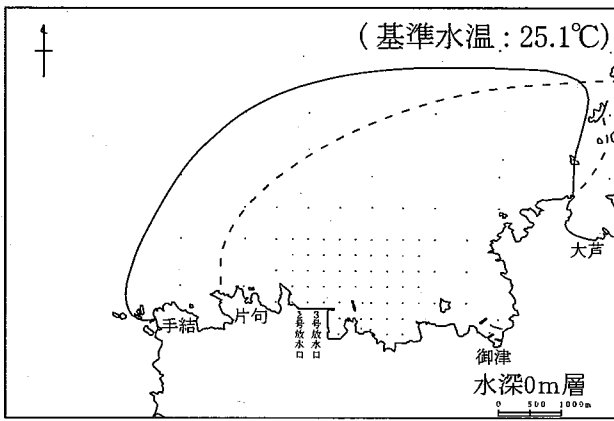 (基準水温:25.1℃)
大芦
手結
片句
2号放水口
3号放水口
御津
水深0m層
0 500 1000m